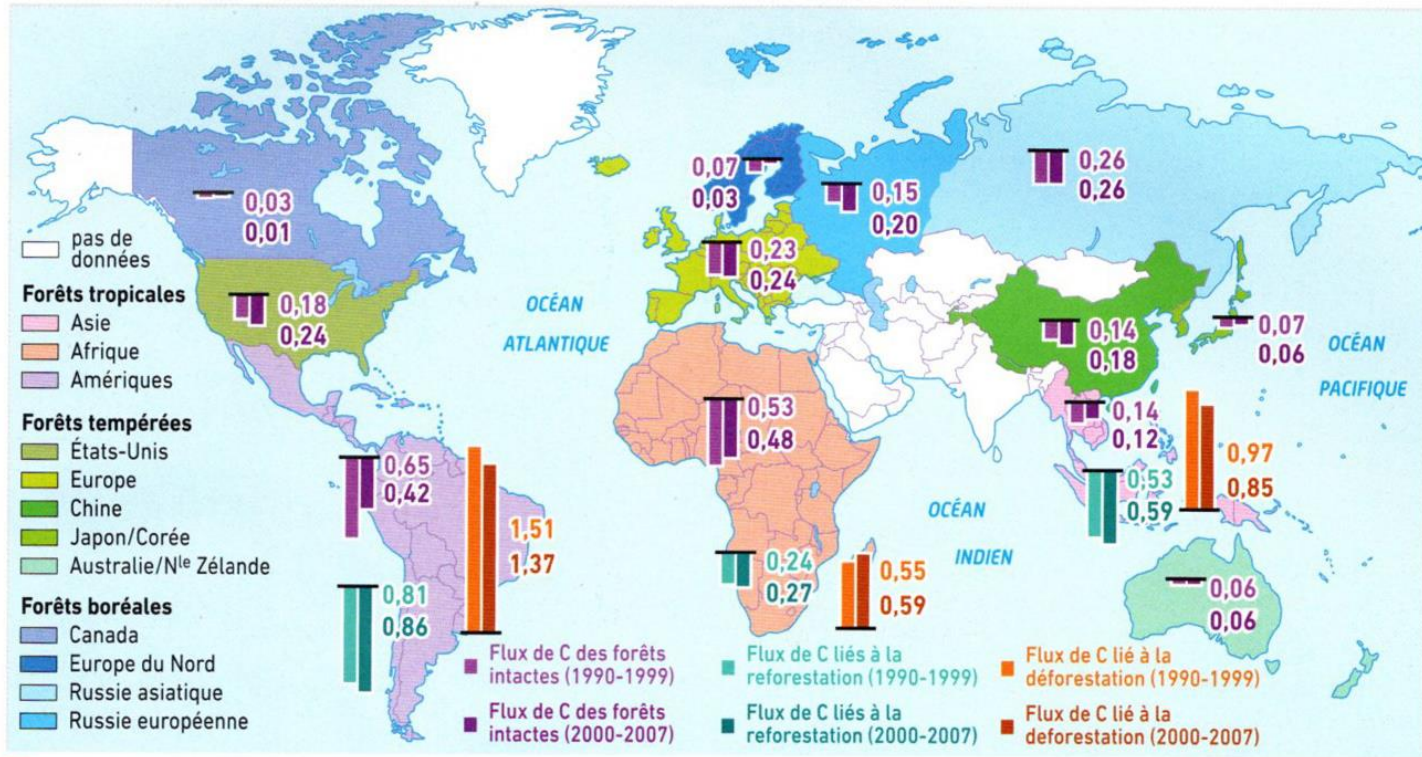 0,03
0,01
0,18
0,24
0,65
0,42
0,81
0,86
1,51
1,37
0,07
0,03
0,15
0,20
0,26
0,26
0,23
0,24
0,14
0,18
0,07
0,06
0,53
0,48
0,14
0,12
0,97
0,85
0,53
0,59
0,24
0,27
0,55
0,59
0,06
0,06
OCÉAN
ATLANTIQUE
OCÉAN
PACIFIQUE
OCÉAN
INDIEN
pas de
données
Forêts tropicales
Asie
Afrique
Amériques
Forêts tempérées
États-Unis
Europe
Chine
Japon/Corée
Australie/Nle Zélande
Forêts boréales
Canada
Europe du Nord
Russie asiatique
Russie européenne
Flux de C des forêts
intactes (1990-1999)
Flux de C des forêts
intactes (2000-2007)
Flux de C liés à la
reforestation (1990-1999)
Flux de C liés à la
reforestation (2000-2007)
Flux de C lié à la
déforestation (1990-1999)
Flux de C lié à la
deforestation (2000-2007)